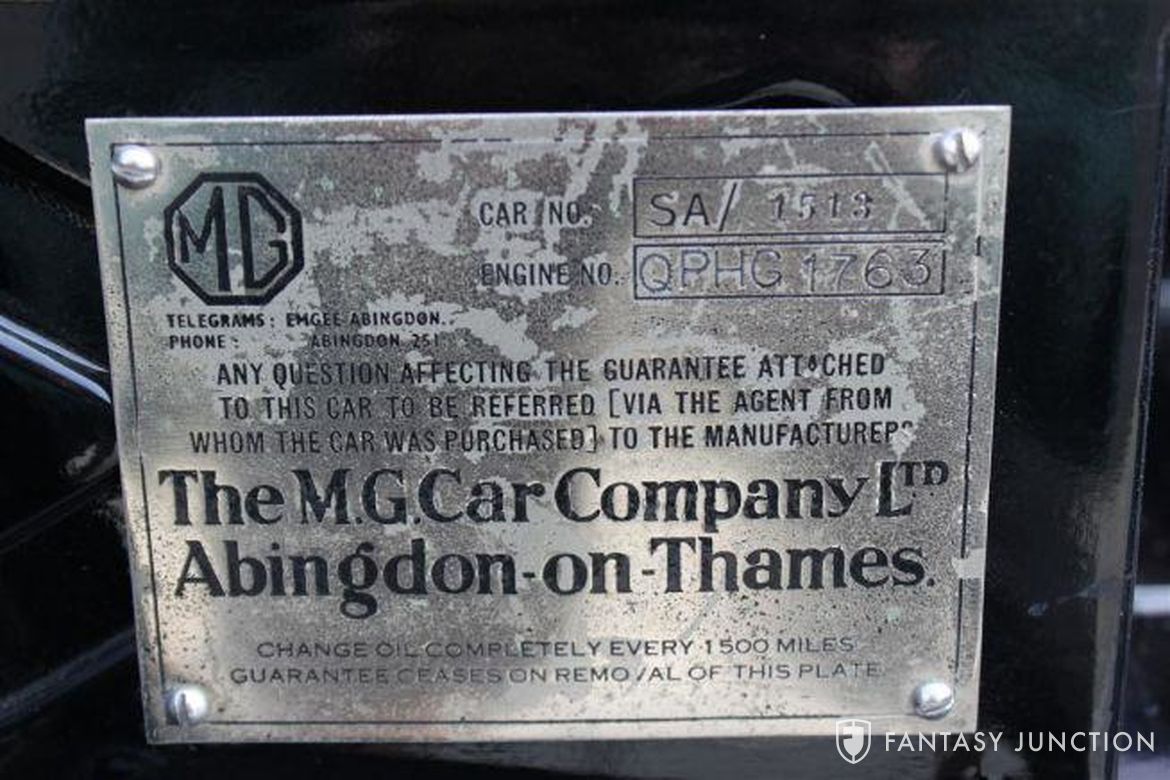 MG
CAR NO. SA/ 1513
ENGINE NO. QPHG 1763
TELEGRAMS: EMGEE ABINGDON.
PHONE: ABINGDON 251
ANY QUESTION AFFECTING THE GUARANTEE ATTACHED
TO THIS CAR TO BE REFERRED [VIA THE AGENT FROM
WHOM THE CAR WAS PURCHASED] TO THE MANUFACTURERS
The M.G. Car Company LTD
Abingdon-on-Thames.
CHANGE OIL COMPLETELY EVERY 1500 MILES
GUARANTEE CEASES ON REMOVAL OF THIS PLATE.
FANTASY JUNCTION